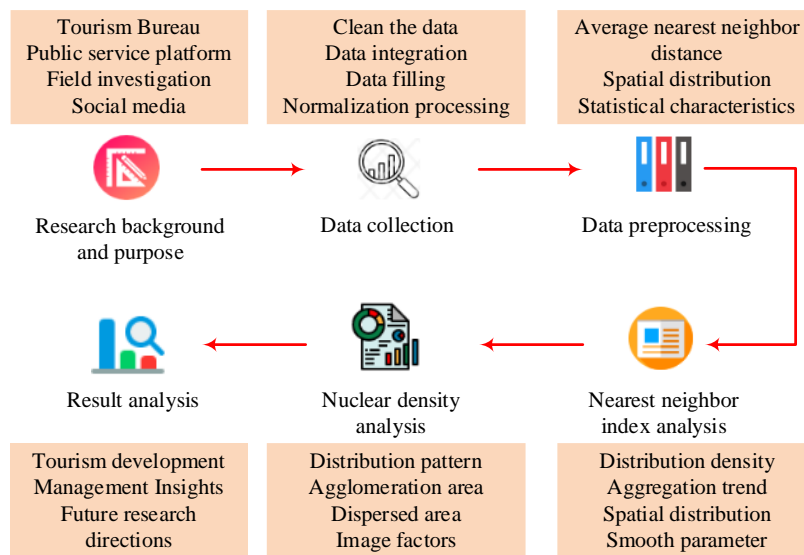 Tourism Bureau
Public service platform
Field investigation
Social media
Clean the data
Data integration
Data filling
Normalization processing
Average nearest neighbor
distance
Spatial distribution
Statistical characteristics
Research background
and purpose
Data collection
Data preprocessing
Result analysis
Nuclear density
analysis
Nearest neighbor
index analysis
Tourism development
Management Insights
Future research
directions
Distribution pattern
Agglomeration area
Dispersed area
Image factors
Distribution density
Aggregation trend
Spatial distribution
Smooth parameter